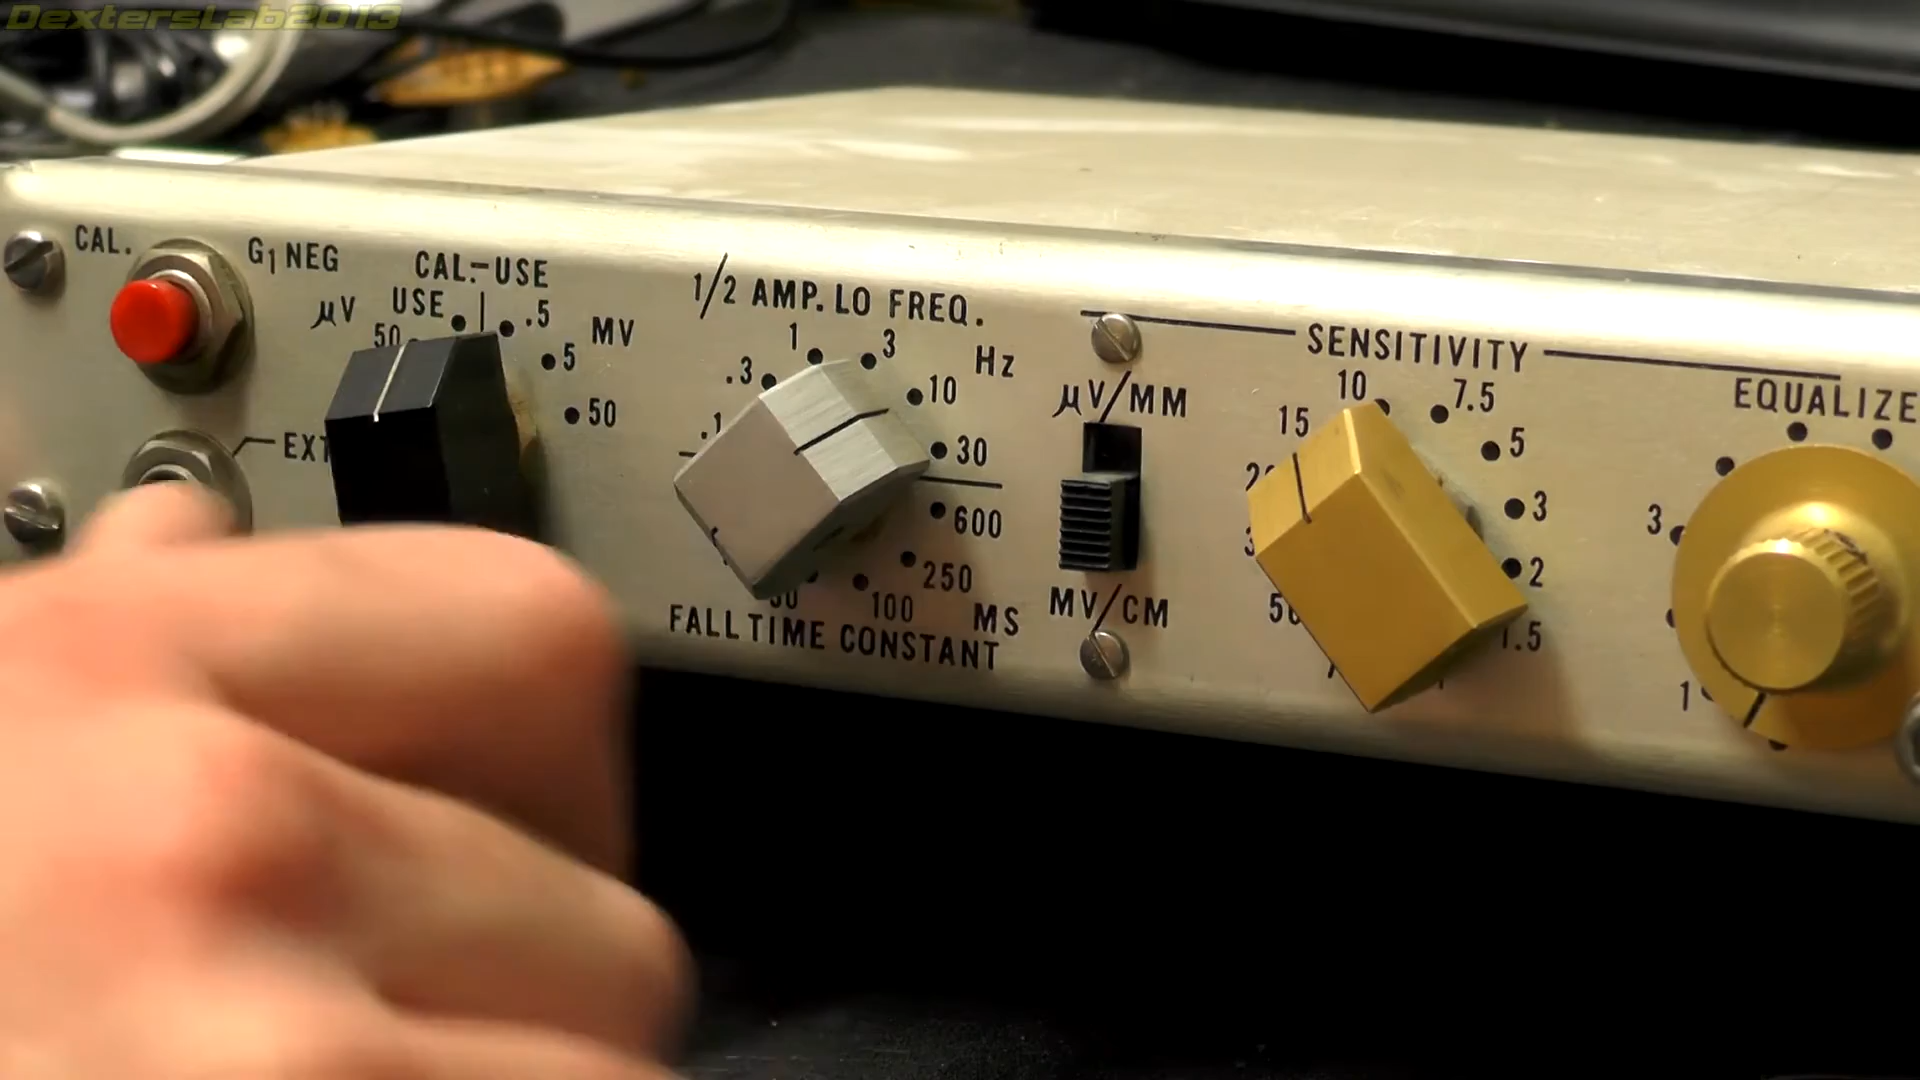 DextersLab2013
CAL.
G1 NEG
CAL.-USE
μV
USE
.5
MV
50
5
50
EXT
1/2 AMP. LO FREQ.
1
3
Hz
.3
10
.1
30
600
250
100
MS
FALL TIME CONSTANT
SENSITIVITY
μV/MM
MV/CM
10
7.5
15
5
3
2
1.5
EQUALIZE
3
1